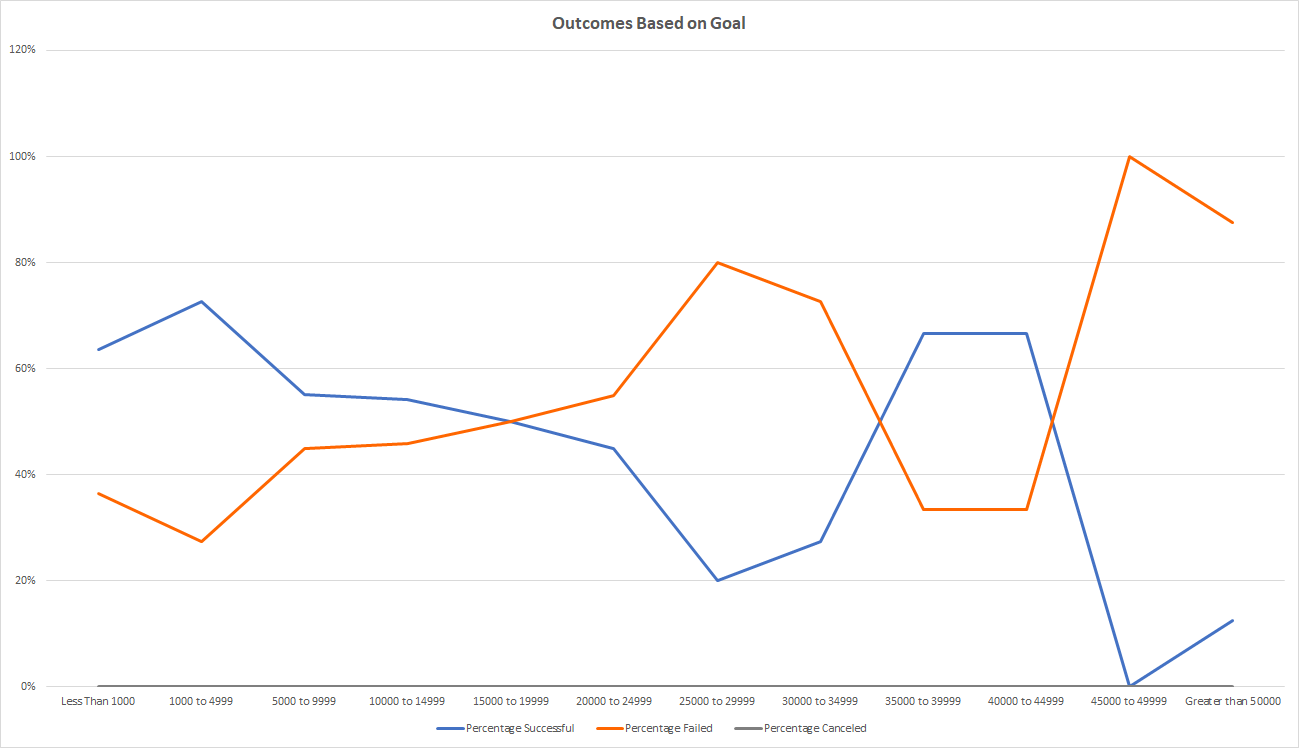 Outcomes Based on Goal
120%
100%
80%
60%
40%
20%
0%
Less Than 1000 1000 to 4999 5000 to 9999 10000 to 14999 15000 to 19999 20000 to 24999 25000 to 29999 30000 to 34999 35000 to 39999 40000 to 44999 45000 to 49999 Greater than 50000
Percentage Successful Percentage Failed Percentage Canceled